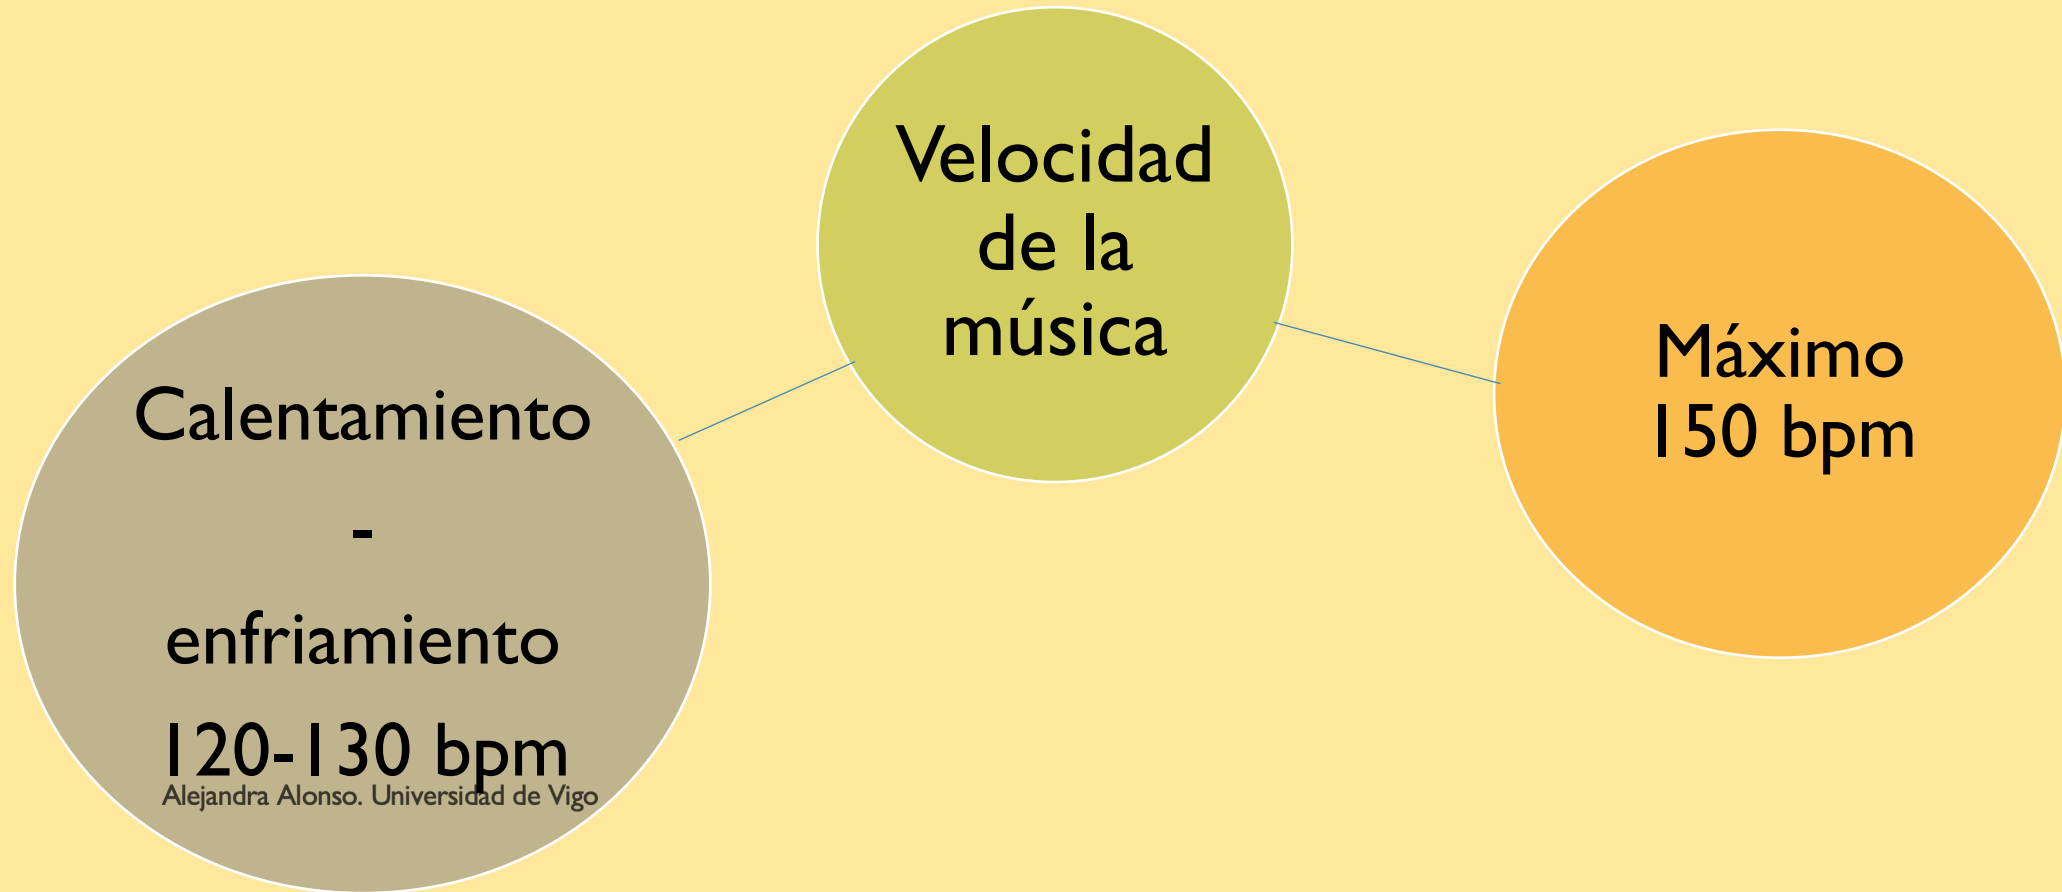 Velocidad
de la
música
Calentamiento
-
enfriamiento
120-130 bpm
Alejandra Alonso. Universidad de Vigo
Máximo
150 bpm